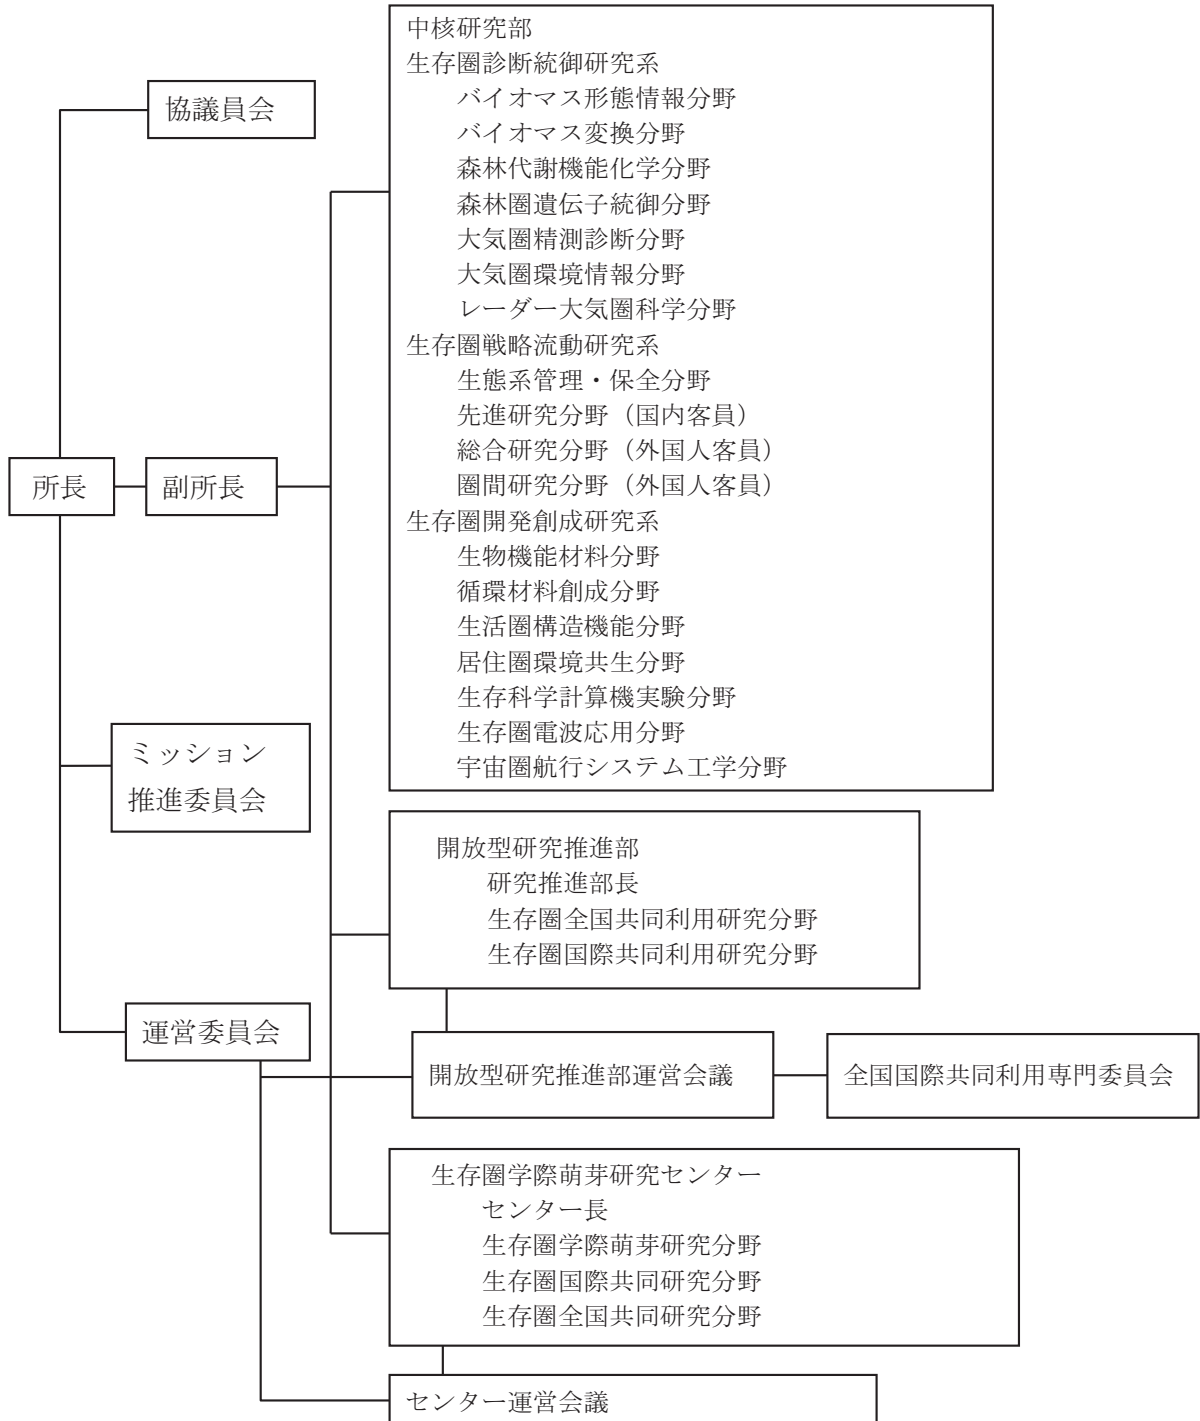 協議員会
所長
副所長
ミッション
推進委員会
運営委員会
中核研究部
生存圏診断統御研究系
バイオマス形態情報分野
バイオマス変換分野
森林代謝機能化学分野
森林圏遺伝子統御分野
大気圏精測診断分野
大気圏環境情報分野
レーダー大気圏科学分野
生存圏戦略流動研究系
生態系管理・保全分野
先進研究分野（国内客員）
総合研究分野（外国人客員）
圏間研究分野（外国人客員）
生存圏開発創成研究系
生物機能材料分野
循環材料創成分野
生活圏構造機能分野
居住圏環境共生分野
生存科学計算機実験分野
生存圏電波応用分野
宇宙圏航行システム工学分野
開放型研究推進部
研究推進部長
生存圏全国共同利用研究分野
生存圏国際共同利用研究分野
開放型研究推進部運営会議
全国国際共同利用専門委員会
生存圏学際萌芽研究センター
センター長
生存圏学際萌芽研究分野
生存圏国際共同研究分野
生存圏全国共同研究分野
センター運営会議